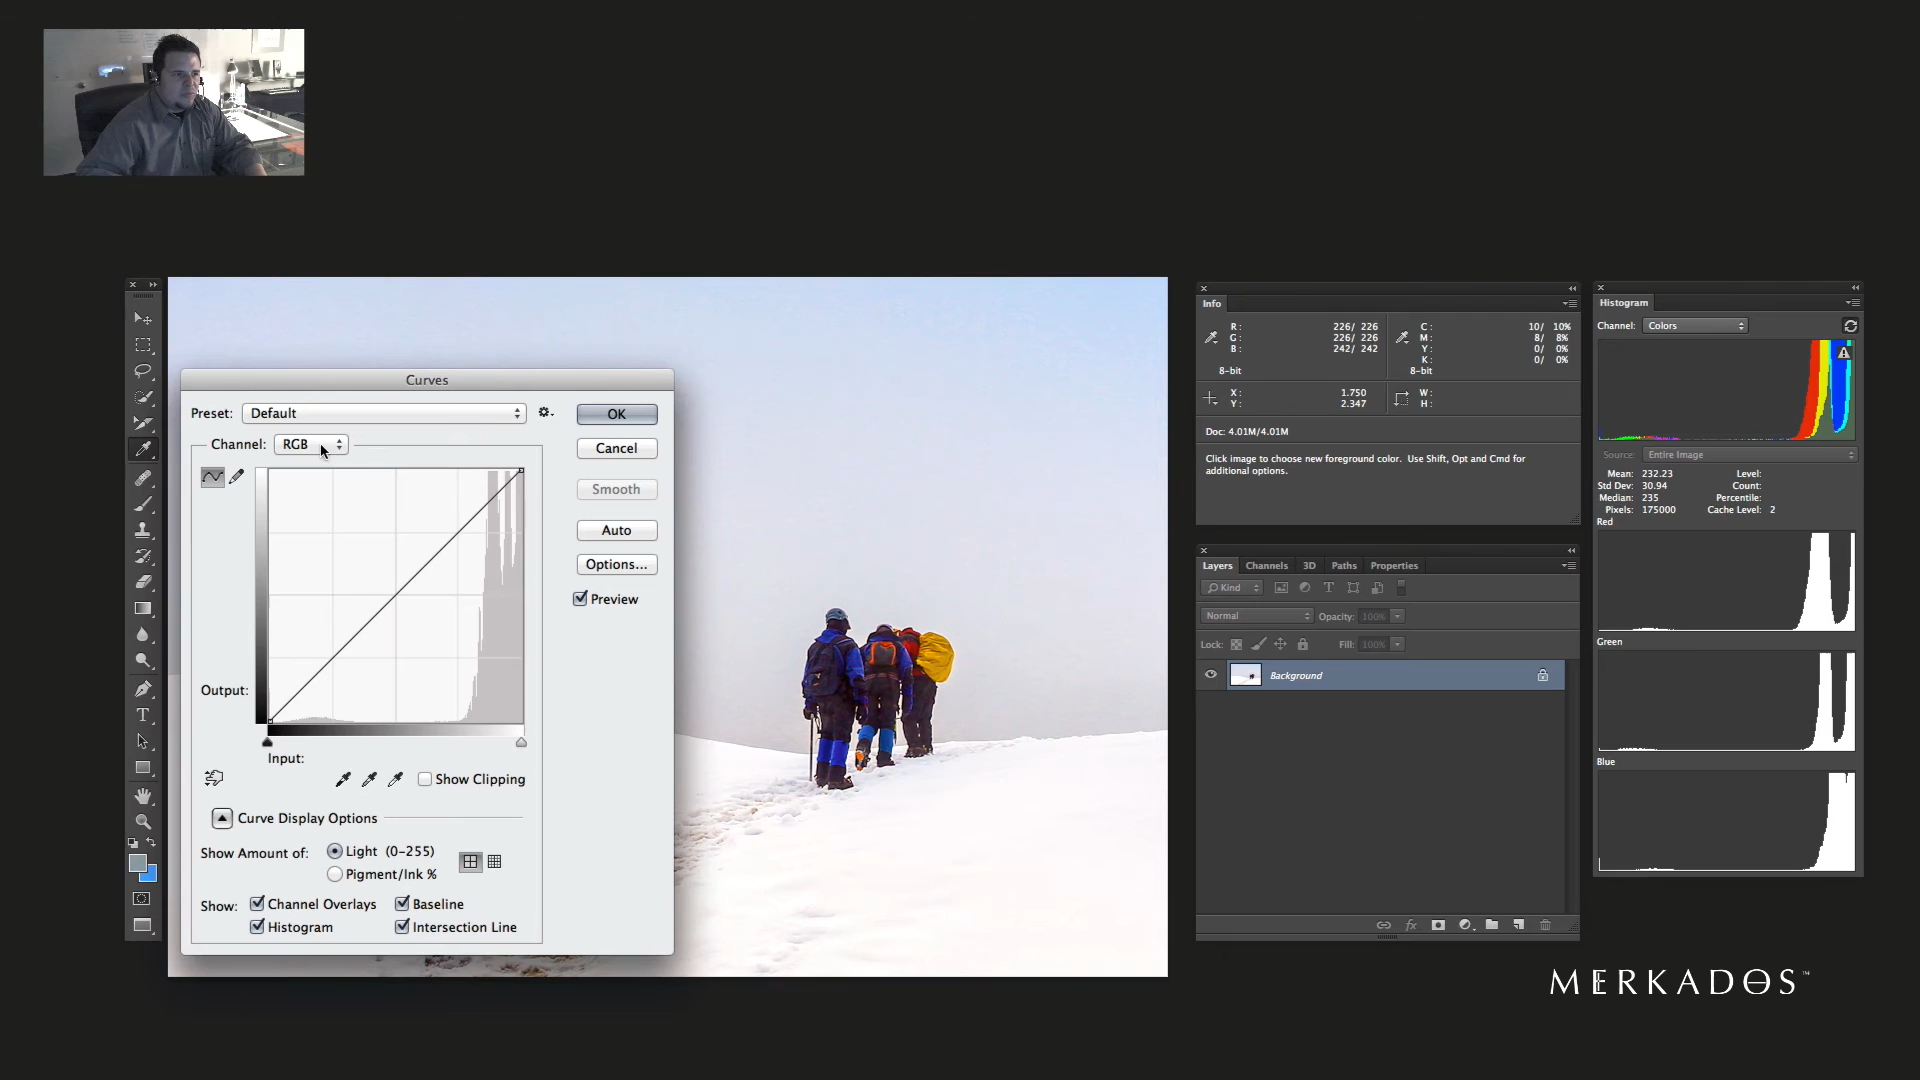 Curves
Preset: Default
OK
Channel: RGB
Cancel
Smooth
Auto
Options...
Preview
Output:
Input:
Show Clipping
Curve Display Options
Show Amount of: Light (0-255)
Pigment/Ink %
Show: Channel Overlays Baseline
Histogram Intersection Line
Info
R: 226/ 226 C: 10/ 10%
G: 226/ 226 M: 8/ 8%
B: 242/ 242 Y: 0/ 0%
K: 0/ 0%
8-bit 8-bit
X: 1.750 W:
Y: 2.347 H:
Doc: 4.01M/4.01M
Click image to choose new foreground color. Use Shift, Opt and Cmd for
additional options.
Layers Channels 3D Paths Properties
Kind T
Normal Opacity: 100%
Lock: Fill: 100%
Background
fx
Histogram
Channel: Colors
Source: Entire Image
Mean: 232.23 Level:
Std Dev: 30.94 Count:
Median: 235 Percentile:
Pixels: 175000 Cache Level: 2
Red
Green
Blue
T
MERKADOS™